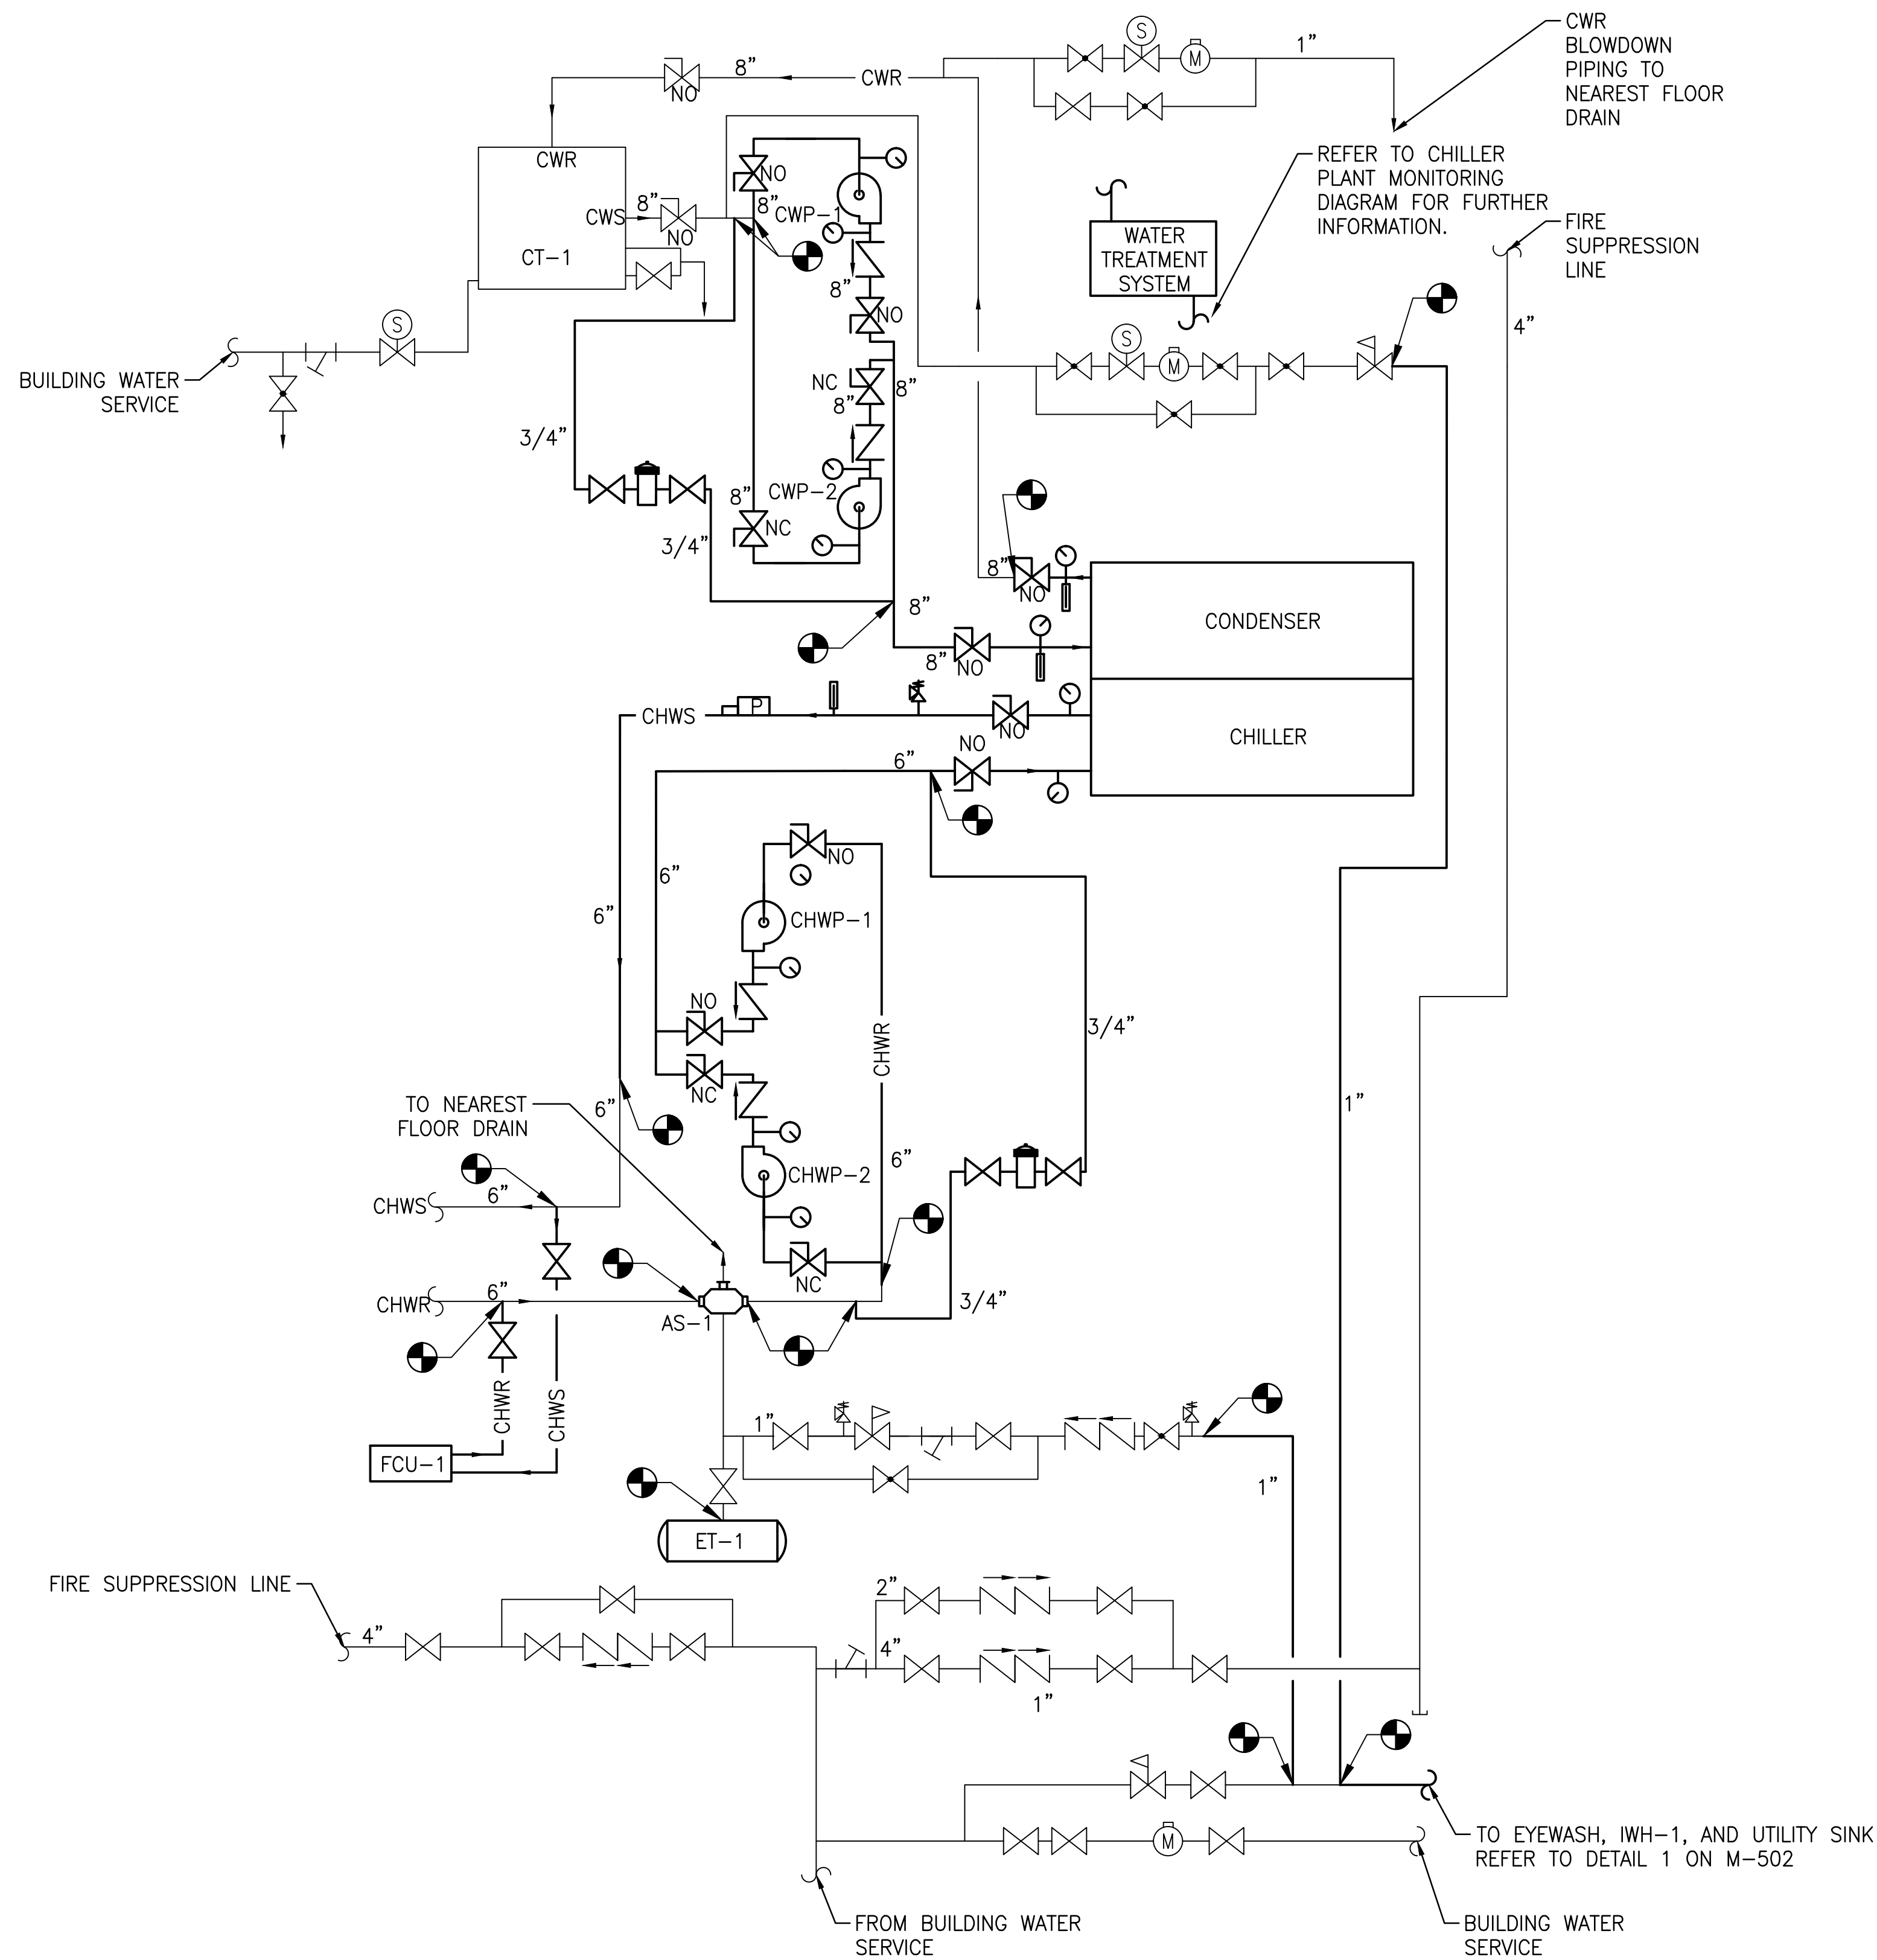 CWR
BLOWDOWN
PIPING TO
NEAREST FLOOR
DRAIN
S
M
1"
8"
CWR
NO
CWR
CWS
8"
NO
CT-1
NO
8"
CWP-1
8"
NO
NC
8"
8"
CWP-2
8"
NC
REFER TO CHILLER
PLANT MONITORING
DIAGRAM FOR FURTHER
INFORMATION.
WATER
TREATMENT
SYSTEM
FIRE
SUPPRESSION
LINE
4"
S
BUILDING WATER
SERVICE
S
M
3/4"
3/4"
8"
NO
8"
8"
NO
CONDENSER
CHILLER
CHWS
P
NO
NO
6"
6"
6"
NO
CHWP-1
NO
NC
CHWR
3/4"
1"
TO NEAREST
FLOOR DRAIN
6"
CHWP-2
6"
CHWS
6"
NC
CHWR
6"
AS-1
3/4"
CHWR
CHWS
FCU-1
1"
1"
ET-1
FIRE SUPPRESSION LINE
4"
2"
4"
1"
M
TO EYEWASH, IWH-1, AND UTILITY SINK
REFER TO DETAIL 1 ON M-502
FROM BUILDING WATER
SERVICE
BUILDING WATER
SERVICE